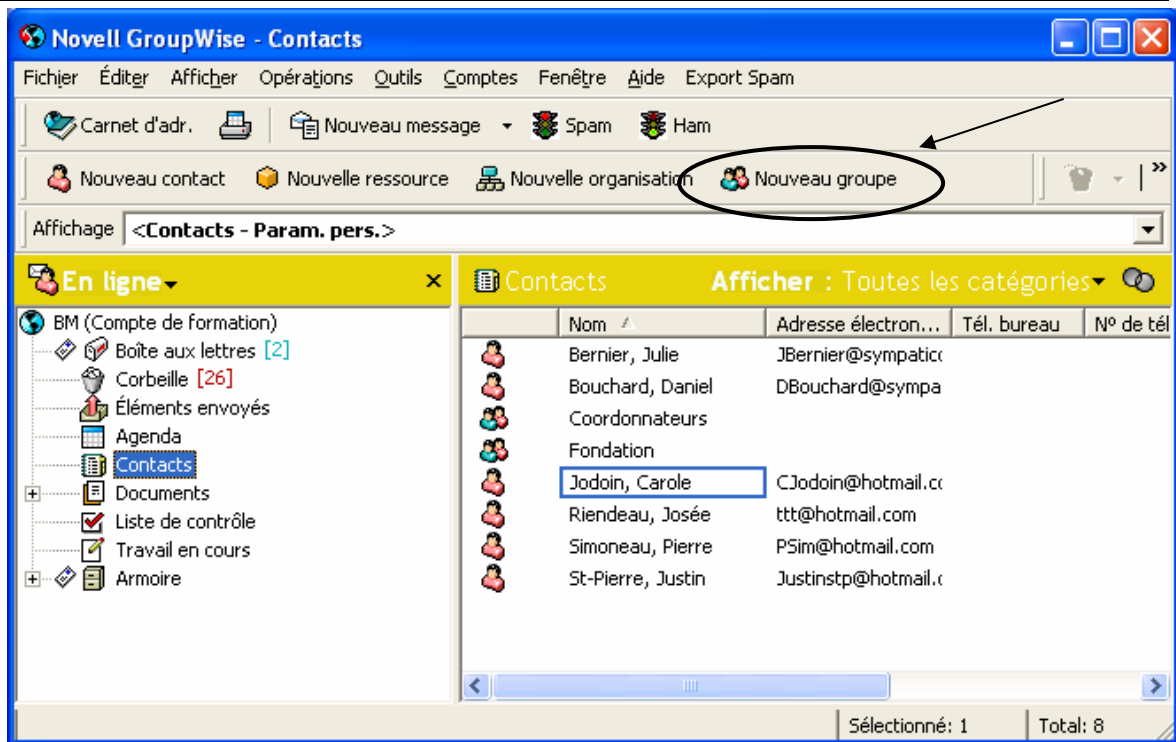 Novell GroupWise - Contacts
Fichier Éditer Afficher Opérations Outils Comptes Fenêtre Aide Export Spam
Carnet d'adr. Nouveau message Spam Ham
Nouveau contact Nouvelle ressource Nouvelle organisation Nouveau groupe »
Affichage <Contacts - Param. pers.>
En ligne Contacts Afficher : Toutes les catégories
BM (Compte de formation)
Boîte aux lettres [2]
Corbeille [26]
Éléments envoyés
Agenda
Contacts
Documents
Liste de contrôle
Travail en cours
Armoire
Nom Adresse électron... Tél. bureau Nº de tél
Bernier, Julie JBernier@sympatico
Bouchard, Daniel DBouchard@sympa
Coordonnateurs
Fondation
Jodoin, Carole CJodoin@hotmail.co
Riendeau, Josée ttt@hotmail.com
Simoneau, Pierre PSim@hotmail.com
St-Pierre, Justin Justinstp@hotmail.c
Sélectionné: 1 Total: 8